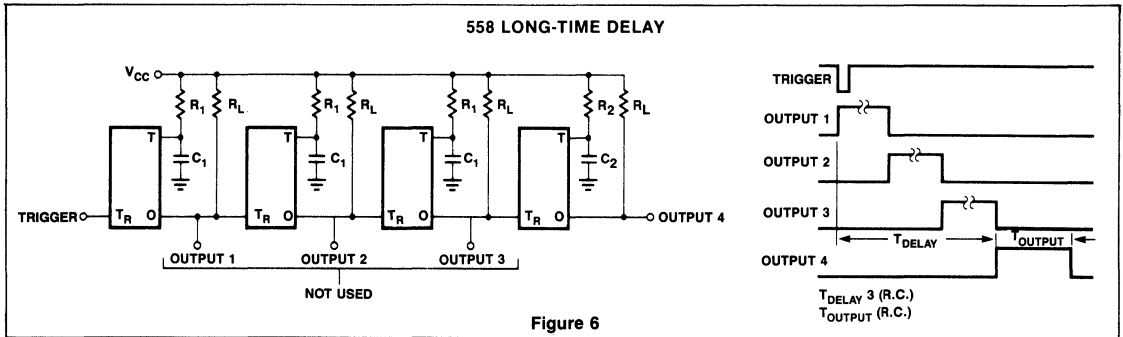 558 LONG-TIME DELAY
VCC
R1 RL R1 RL R1 RL R2 RL
T T T T
C1 C1 C1 C2
TRIGGER TR O TR O TR O TR O OUTPUT 4
OUTPUT 1 OUTPUT 2 OUTPUT 3
NOT USED
TRIGGER
OUTPUT 1
OUTPUT 2
OUTPUT 3
TDELAY TOUTPUT
OUTPUT 4
TDELAY 3 (R.C.)
TOUTPUT (R.C.)
Figure 6